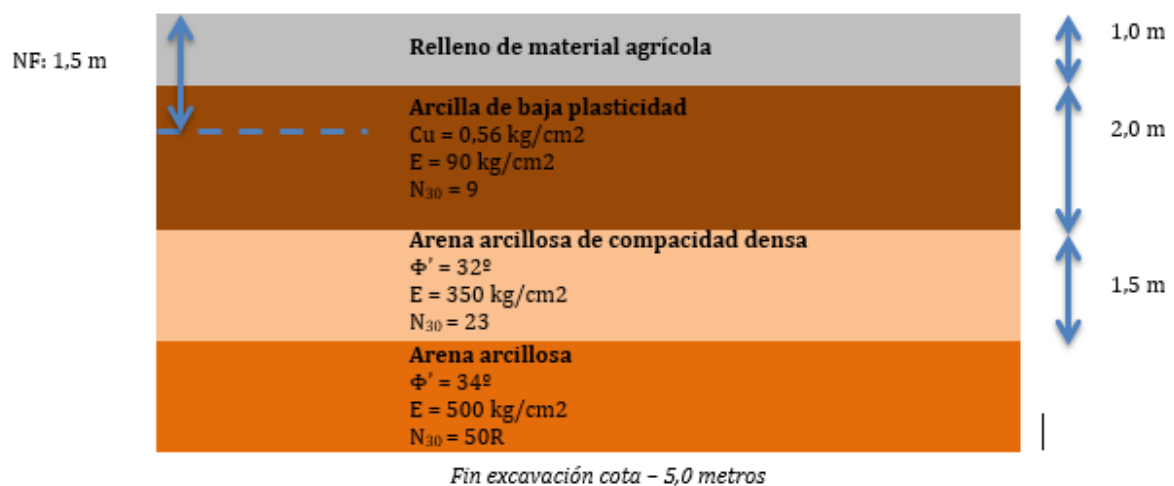 NF: 1,5 m
Relleno de material agrícola
1,0 m
Arcilla de baja plasticidad
Cu = 0,56 kg/cm2
E = 90 kg/cm2
N30 = 9
2,0 m
Arena arcillosa de compacidad densa
Φ’ = 32º
E = 350 kg/cm2
N30 = 23
1,5 m
Arena arcillosa
Φ’ = 34º
E = 500 kg/cm2
N30 = 50R
Fin excavación cota – 5,0 metros